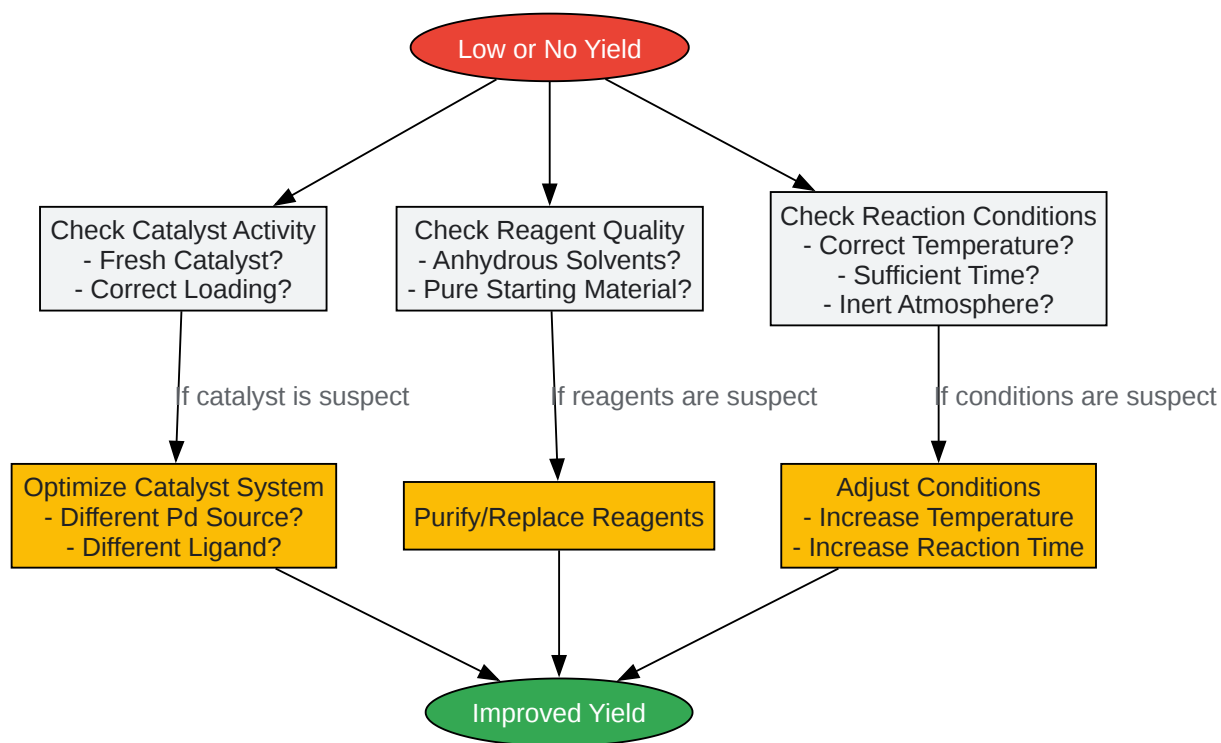 Low or No Yield
Check Catalyst Activity
- Fresh Catalyst?
- Correct Loading?
Check Reagent Quality
- Anhydrous Solvents?
- Pure Starting Material?
Check Reaction Conditions
- Correct Temperature?
- Sufficient Time?
- Inert Atmosphere?
If catalyst is suspect
If reagents are suspect
If conditions are suspect
Optimize Catalyst System
- Different Pd Source?
- Different Ligand?
Purify/Replace Reagents
Adjust Conditions
- Increase Temperature
- Increase Reaction Time
Improved Yield